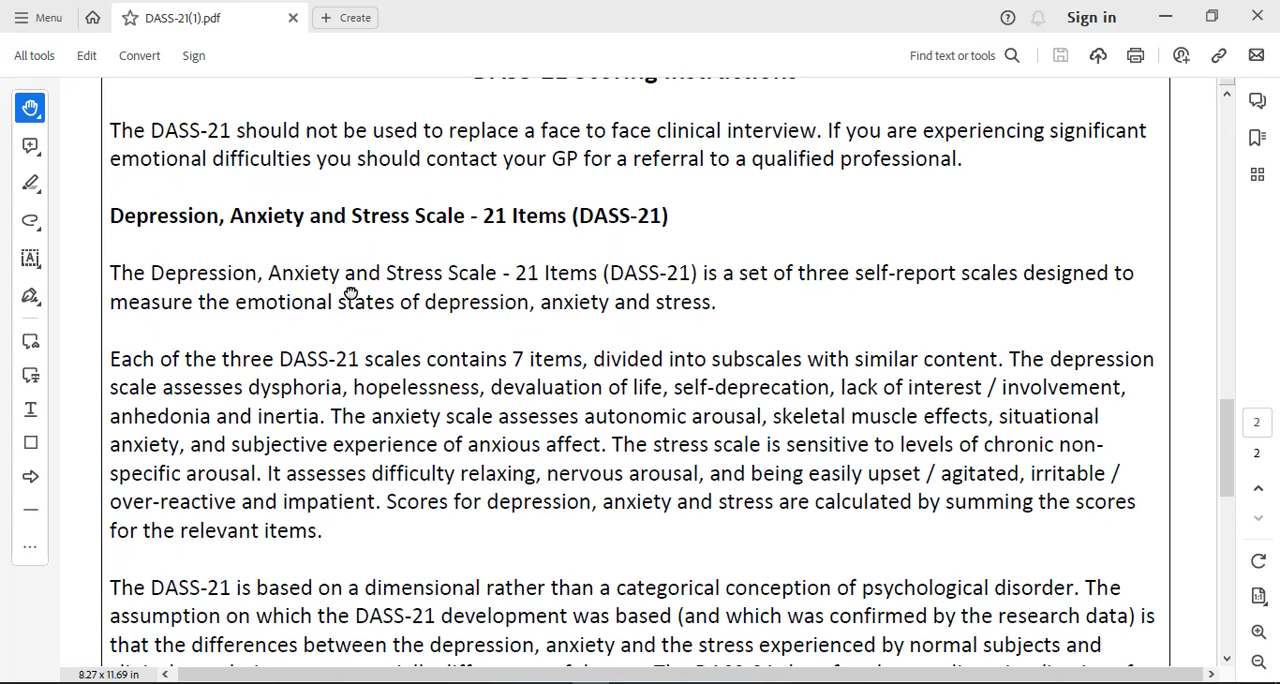 Menu
DASS-21(1).pdf
Create
Sign in
All tools
Edit
Convert
Sign
Find text or tools
DASS-21 Scoring Instructions
The DASS-21 should not be used to replace a face to face clinical interview. If you are experiencing significant
emotional difficulties you should contact your GP for a referral to a qualified professional.
Depression, Anxiety and Stress Scale - 21 Items (DASS-21)
The Depression, Anxiety and Stress Scale - 21 Items (DASS-21) is a set of three self-report scales designed to
measure the emotional states of depression, anxiety and stress.
Each of the three DASS-21 scales contains 7 items, divided into subscales with similar content. The depression
scale assesses dysphoria, hopelessness, devaluation of life, self-deprecation, lack of interest / involvement,
anhedonia and inertia. The anxiety scale assesses autonomic arousal, skeletal muscle effects, situational
anxiety, and subjective experience of anxious affect. The stress scale is sensitive to levels of chronic non-
specific arousal. It assesses difficulty relaxing, nervous arousal, and being easily upset / agitated, irritable /
over-reactive and impatient. Scores for depression, anxiety and stress are calculated by summing the scores
for the relevant items.
The DASS-21 is based on a dimensional rather than a categorical conception of psychological disorder. The
assumption on which the DASS-21 development was based (and which was confirmed by the research data) is
that the differences between the depression, anxiety and the stress experienced by normal subjects and
2
2
8.27 x 11.69 in